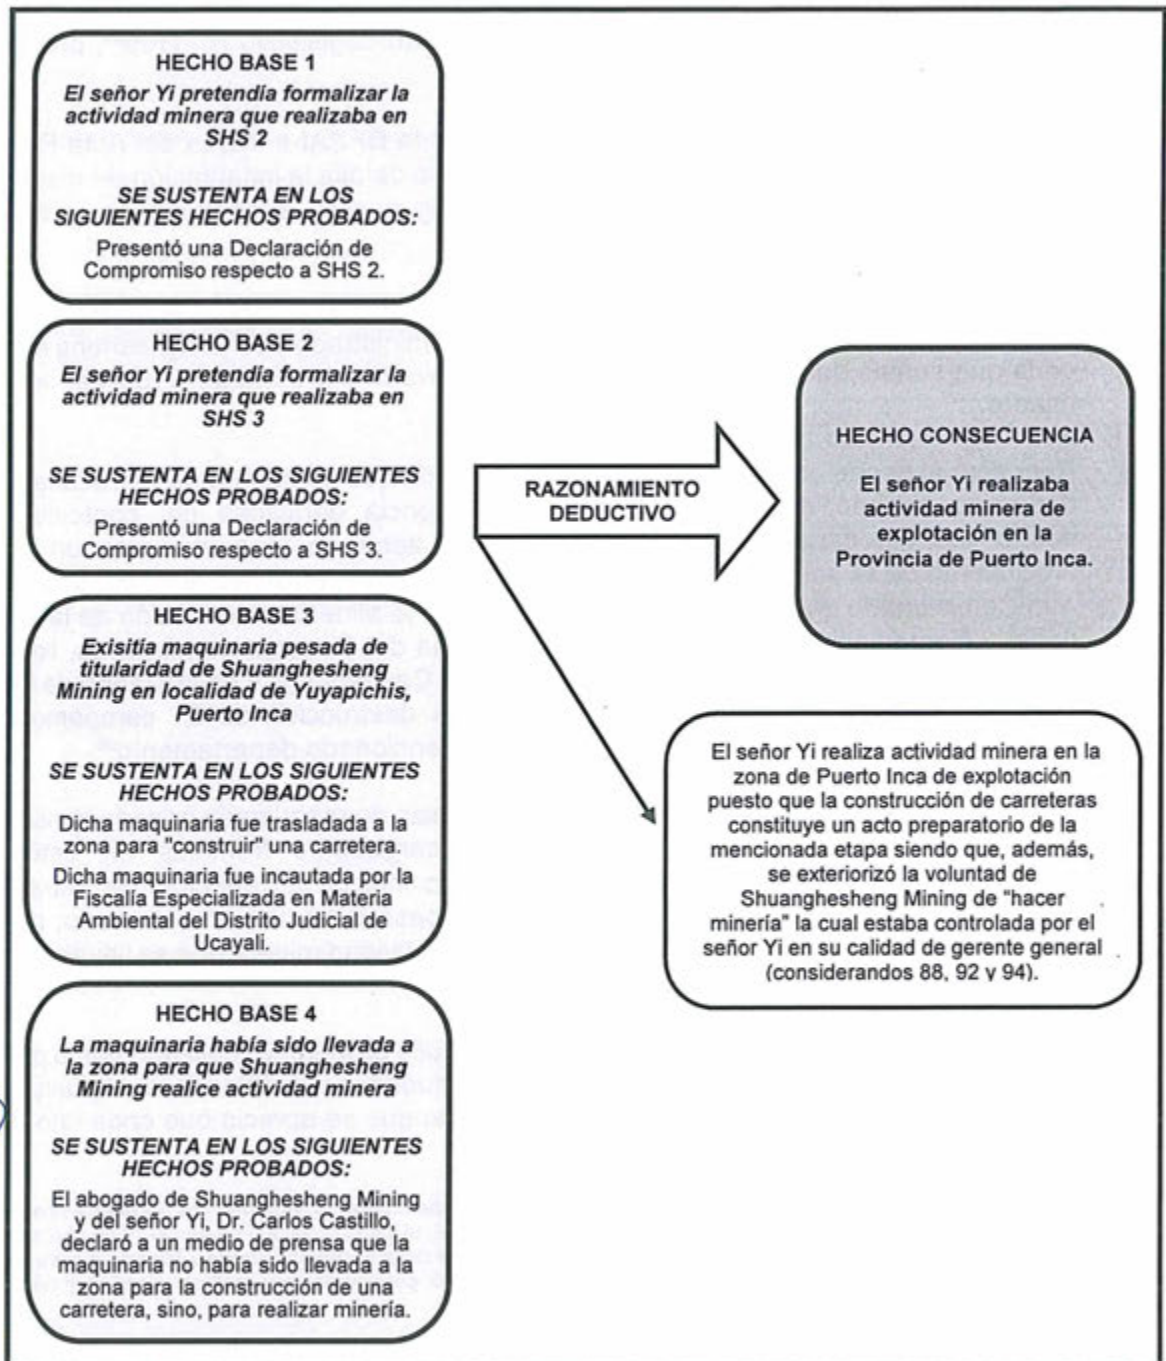 HECHO BASE 1
El señor Yi pretendía formalizar la
actividad minera que realizaba en
SHS 2
SE SUSTENTA EN LOS
SIGUIENTES HECHOS PROBADOS:
Presentó una Declaración de
Compromiso respecto a SHS 2.
HECHO BASE 2
El señor Yi pretendía formalizar la
actividad minera que realizaba en
SHS 3
SE SUSTENTA EN LOS SIGUIENTES
HECHOS PROBADOS:
Presentó una Declaración de
Compromiso respecto a SHS 3.
HECHO BASE 3
Exisitía maquinaria pesada de
titularidad de Shuanghesheng
Mining en localidad de Yuyapichis,
Puerto Inca
SE SUSTENTA EN LOS SIGUIENTES
HECHOS PROBADOS:
Dicha maquinaria fue trasladada a la
zona para "construir" una carretera.
Dicha maquinaria fue incautada por la
Fiscalía Especializada en Materia
Ambiental del Distrito Judicial de
Ucayali.
HECHO BASE 4
La maquinaria había sido llevada a
la zona para que Shuanghesheng
Mining realice actividad minera
SE SUSTENTA EN LOS SIGUIENTES
HECHOS PROBADOS:
El abogado de Shuanghesheng Mining
y del señor Yi, Dr. Carlos Castillo,
declaró a un medio de prensa que la
maquinaria no había sido llevada a la
zona para la construcción de una
carretera, sino, para realizar minería.
RAZONAMIENTO
DEDUCTIVO
HECHO CONSECUENCIA
El señor Yi realizaba
actividad minera de
explotación en la
Provincia de Puerto Inca.
El señor Yi realiza actividad minera en la
zona de Puerto Inca de explotación
puesto que la construcción de carreteras
constituye un acto preparatorio de la
mencionada etapa siendo que, además,
se exteriorizó la voluntad de
Shuanghesheng Mining de "hacer
minería" la cual estaba controlada por el
señor Yi en su calidad de gerente general
(considerandos 88, 92 y 94).